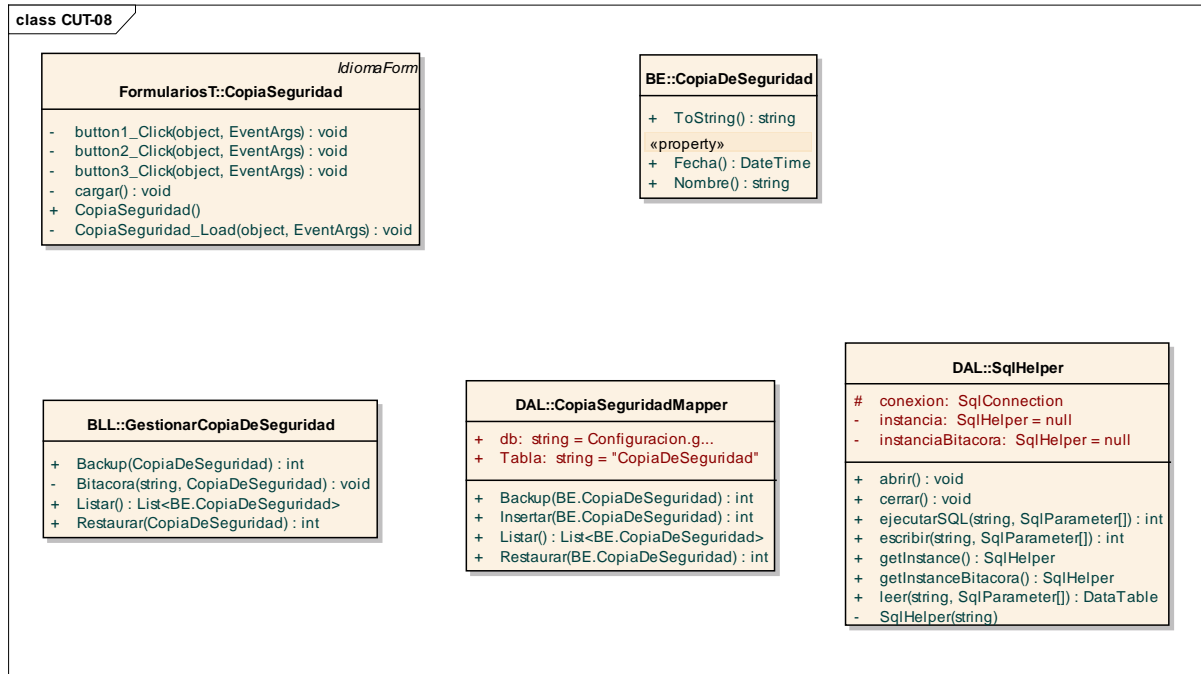 class CUT-08
IdiomaForm
FormulariosT::CopiaSeguridad
- button1_Click(object, EventArgs) : void
- button2_Click(object, EventArgs) : void
- button3_Click(object, EventArgs) : void
- cargar() : void
+ CopiaSeguridad()
- CopiaSeguridad_Load(object, EventArgs) : void
BE::CopiaDeSeguridad
+ ToString() : string
«property»
+ Fecha() : DateTime
+ Nombre() : string
BLL::GestionarCopiaDeSeguridad
+ Backup(CopiaDeSeguridad) : int
- Bitacora(string, CopiaDeSeguridad) : void
+ Listar() : List<BE.CopiaDeSeguridad>
+ Restaurar(CopiaDeSeguridad) : int
DAL::CopiaSeguridadMapper
+ db: string = Configuracion.g...
+ Tabla: string = "CopiaDeSeguridad"
+ Backup(BE.CopiaDeSeguridad) : int
+ Insertar(BE.CopiaDeSeguridad) : int
+ Listar() : List<BE.CopiaDeSeguridad>
+ Restaurar(BE.CopiaDeSeguridad) : int
DAL::SqlHelper
# conexion: SqlConnection
- instancia: SqlHelper = null
- instanciaBitacora: SqlHelper = null
+ abrir() : void
+ cerrar() : void
+ ejecutarSQL(string, SqlParameter[]) : int
+ escribir(string, SqlParameter[]) : int
+ getInstance() : SqlHelper
+ getInstanceBitacora() : SqlHelper
+ leer(string, SqlParameter[]) : DataTable
- SqlHelper(string)